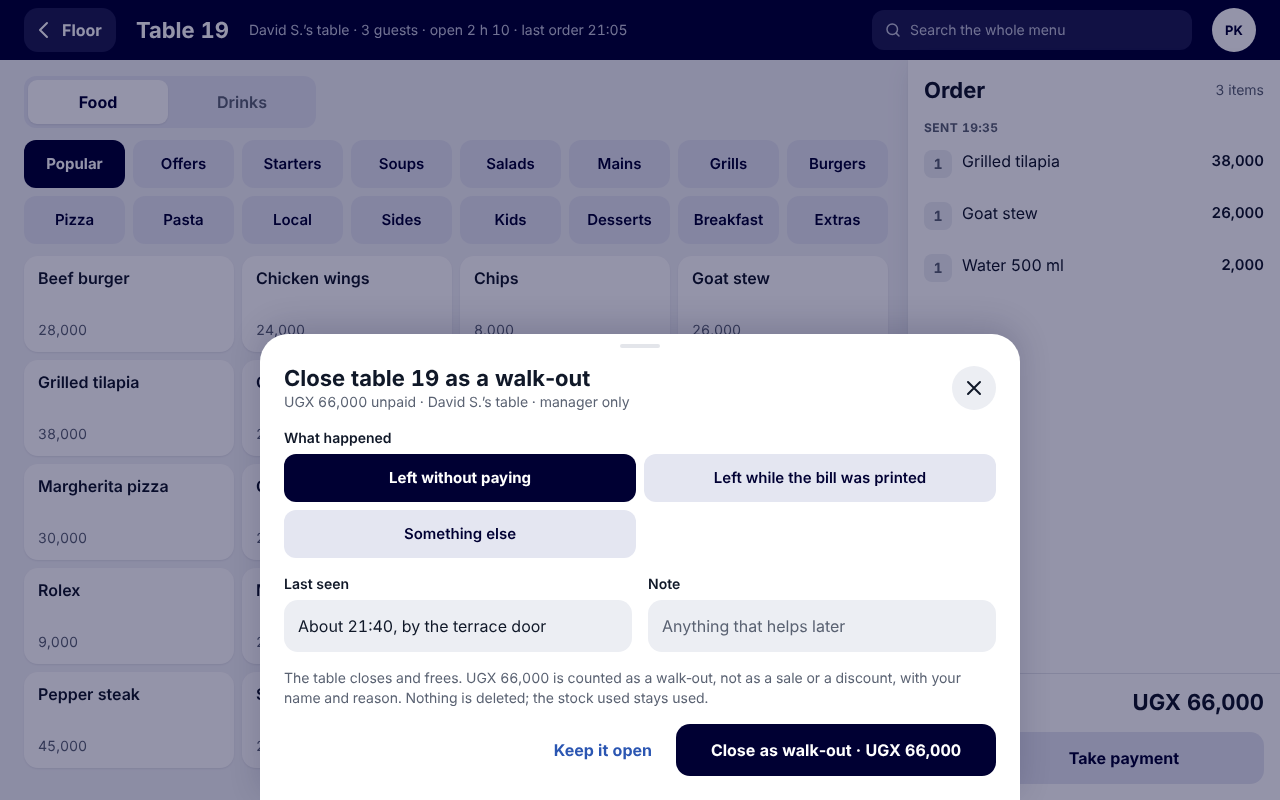 Floor
Table 19
David S.’s table · 3 guests · open 2 h 10 · last order 21:05
Search the whole menu
PK
Food
Drinks
Popular
Offers
Starters
Soups
Salads
Mains
Grills
Burgers
Pizza
Pasta
Local
Sides
Kids
Desserts
Breakfast
Extras
Beef burger
28,000
Chicken wings
24,000
Chips
8,000
Goat stew
26,000
Grilled tilapia
38,000
Margherita pizza
30,000
Rolex
9,000
Pepper steak
45,000
Order
3 items
SENT 19:35
1 Grilled tilapia 38,000
1 Goat stew 26,000
1 Water 500 ml 2,000
UGX 66,000
Take payment
Close table 19 as a walk-out
UGX 66,000 unpaid · David S.’s table · manager only
What happened
Left without paying
Left while the bill was printed
Something else
Last seen
About 21:40, by the terrace door
Note
Anything that helps later
The table closes and frees. UGX 66,000 is counted as a walk-out, not as a sale or a discount, with your
name and reason. Nothing is deleted; the stock used stays used.
Keep it open
Close as walk-out · UGX 66,000